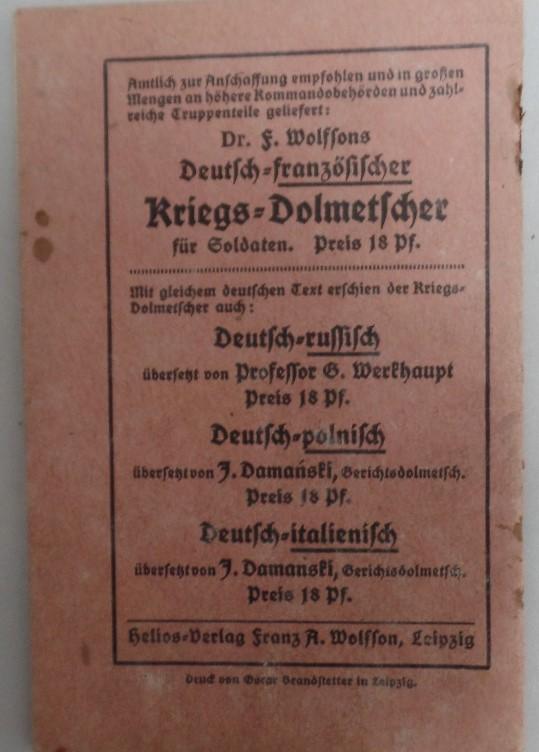 Amtlich zur Anschaffung empfohlen und in großen
Mengen an höhere Kommandobehörden und zahl-
reiche Truppenteile geliefert:
Dr. F. Wolfsons
Deutsch-französischer
Kriegs-Dolmetscher
für Soldaten. Preis 18 Pf.
Mit gleichem deutschen Text erschien der Kriegs-
Dolmetscher auch:
Deutsch-russisch
übersetzt von Professor G. Werkhaupt
Preis 18 Pf.
Deutsch-polnisch
übersetzt von J. Damański, Gerichtsdolmetsch.
Preis 18 Pf.
Deutsch-italienisch
übersetzt von J. Damanski, Gerichtsdolmetsch.
Preis 18 Pf.
Helios-Verlag Franz A. Wolfson, Leipzig
Druck von Oscar Brandstetter in Leipzig.